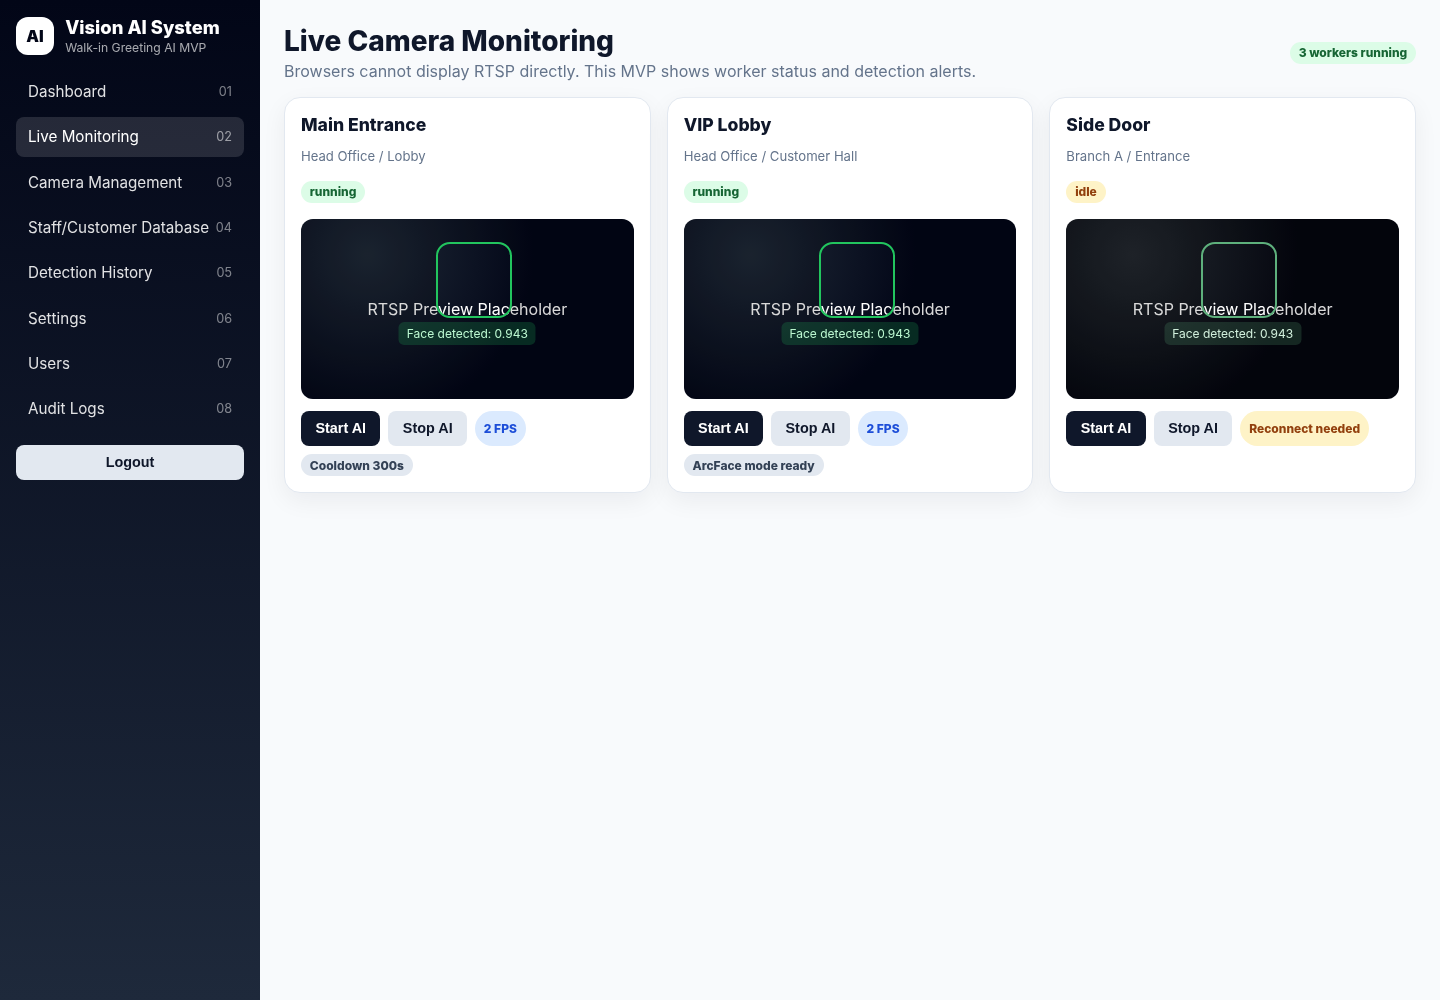 AI
Vision AI System
Walk-in Greeting AI MVP
Dashboard 01
Live Monitoring 02
Camera Management 03
Staff/Customer Database 04
Detection History 05
Settings 06
Users 07
Audit Logs 08
Logout
Live Camera Monitoring
Browsers cannot display RTSP directly. This MVP shows worker status and detection alerts.
3 workers running
Main Entrance
Head Office / Lobby
running
RTSP Preview Placeholder
Face detected: 0.943
Start AI Stop AI 2 FPS
Cooldown 300s
VIP Lobby
Head Office / Customer Hall
running
RTSP Preview Placeholder
Face detected: 0.943
Start AI Stop AI 2 FPS
ArcFace mode ready
Side Door
Branch A / Entrance
idle
RTSP Preview Placeholder
Face detected: 0.943
Start AI Stop AI Reconnect needed